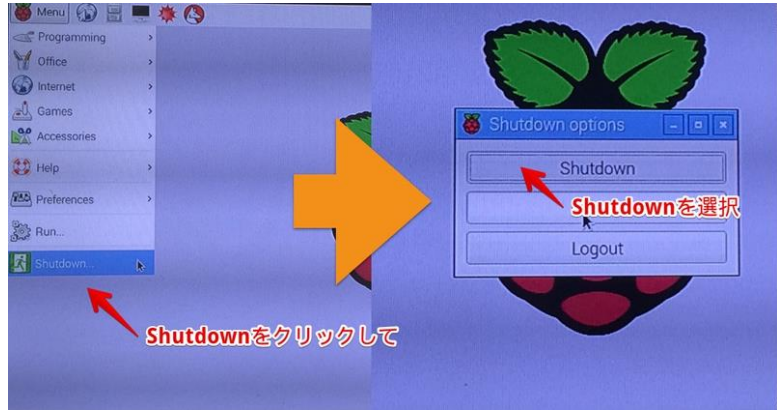 Menu
Programming
Office
Internet
Games
Accessories
Help
Preferences
Run...
Shutdown...
Shutdownをクリックして
Shutdown options
Shutdown
Shutdownを選択
Logout